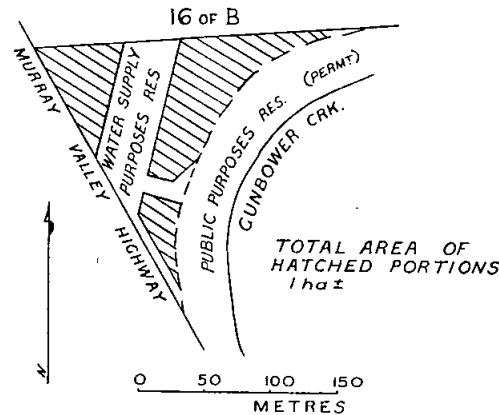 16 OF B
MURRAY VALLEY HIGHWAY
WATER SUPPLY
PURPOSES RES
PUBLIC PURPOSES RES. (PERMT)
GUNBOWER CRK.
TOTAL AREA OF
HATCHED PORTIONS
1 ha ±
N
0 50 100 150
METRES